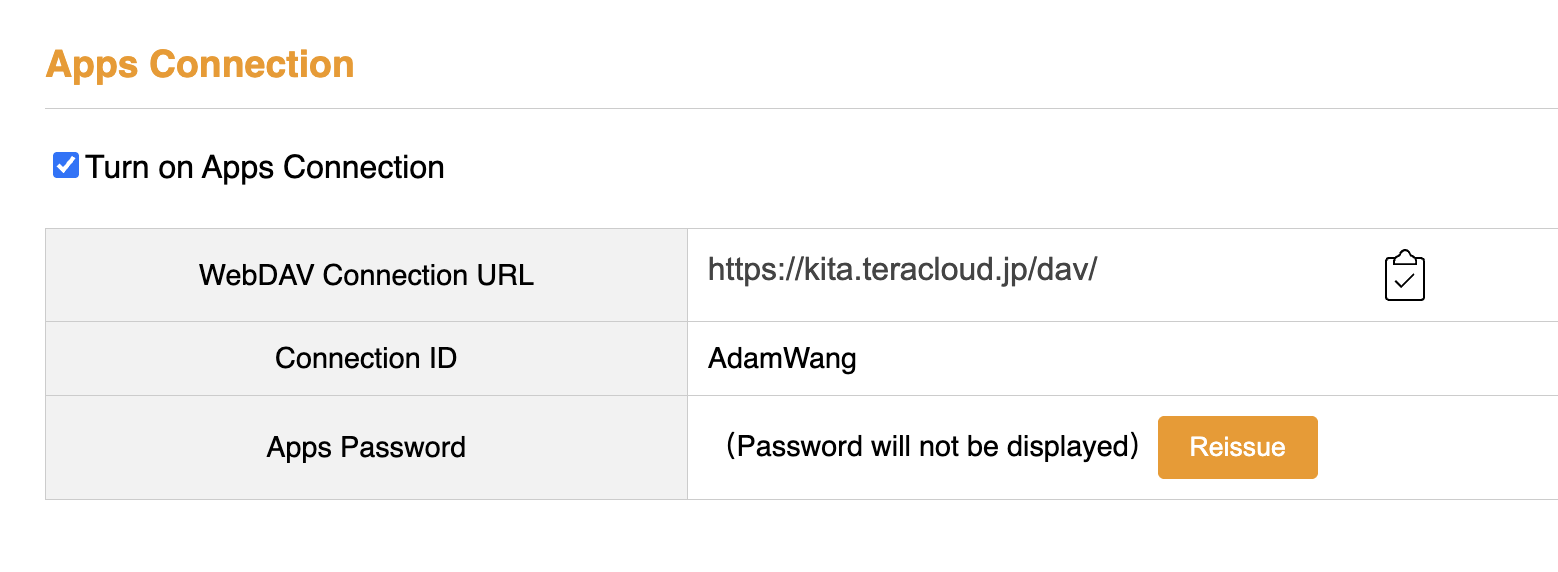 Apps Connection
Turn on Apps Connection
WebDAV Connection URL
https://kita.teracloud.jp/dav/
Connection ID
AdamWang
Apps Password
（Password will not be displayed）
Reissue